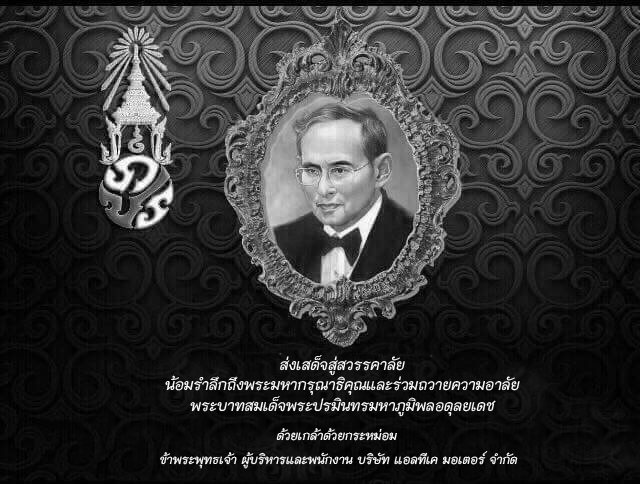 ส่งเสด็จสู่สวรรคาลัย
น้อมรำลึกถึงพระมหากรุณาธิคุณและร่วมถวายความอาลัย
พระบาทสมเด็จพระปรมินทรมหาภูมิพลอดุลยเดช
ด้วยเกล้าด้วยกระหม่อม
ข้าพระพุทธเจ้า ผู้บริหารและพนักงาน บริษัท แอลทีเค มอเตอร์ จำกัด